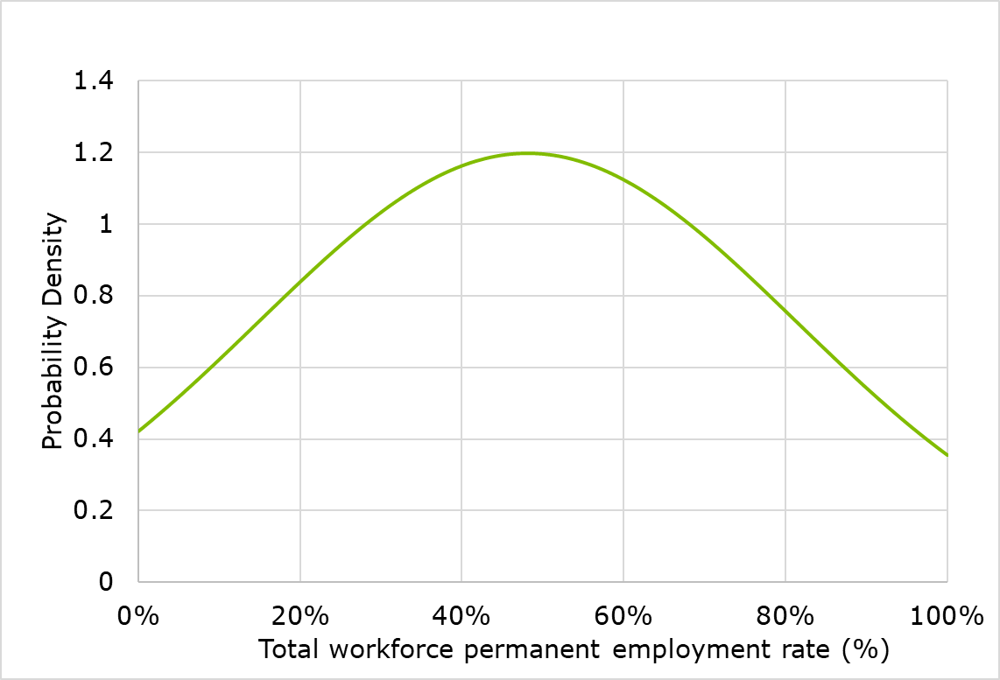 1.4
1.2
1
0.8
0.6
0.4
0.2
0
Probability Density
0% 20% 40% 60% 80% 100%
Total workforce permanent employment rate (%)